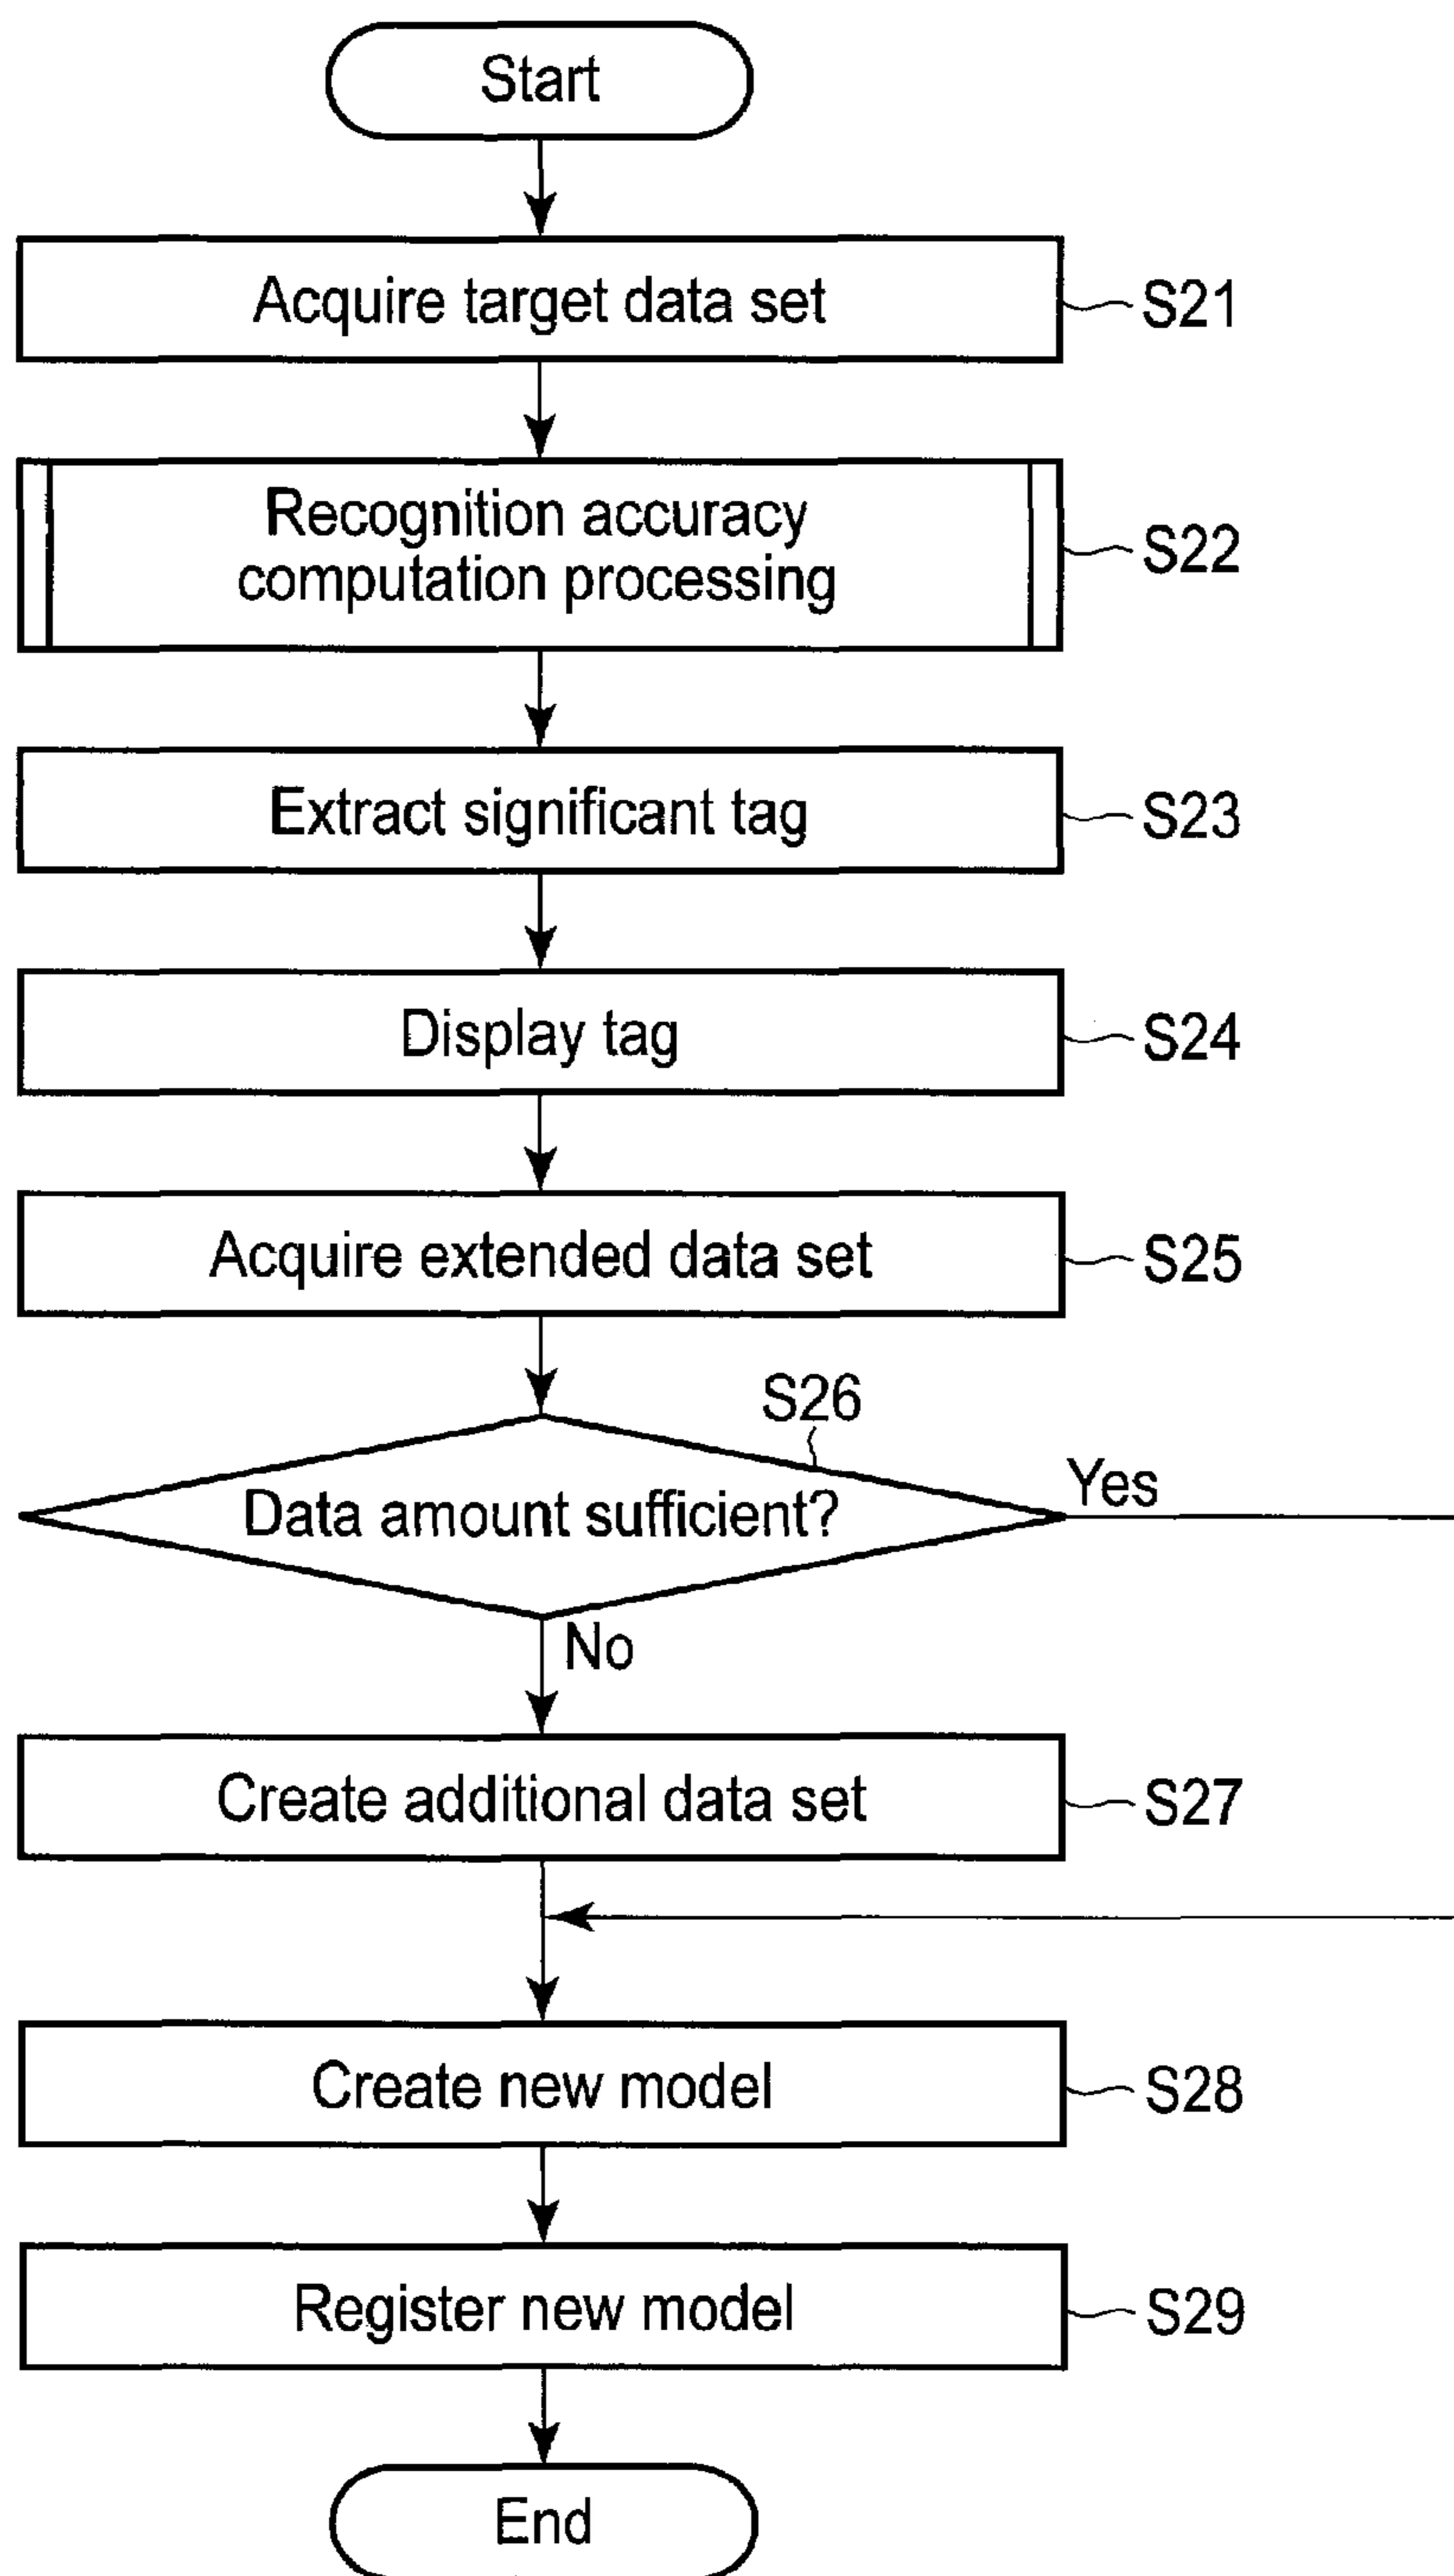 Start
Acquire target data set
S21
Recognition accuracy
computation processing
S22
Extract significant tag
S23
Display tag
S24
Acquire extended data set
S25
S26
Data amount sufficient?
Yes
No
Create additional data set
S27
Create new model
S28
Register new model
S29
End